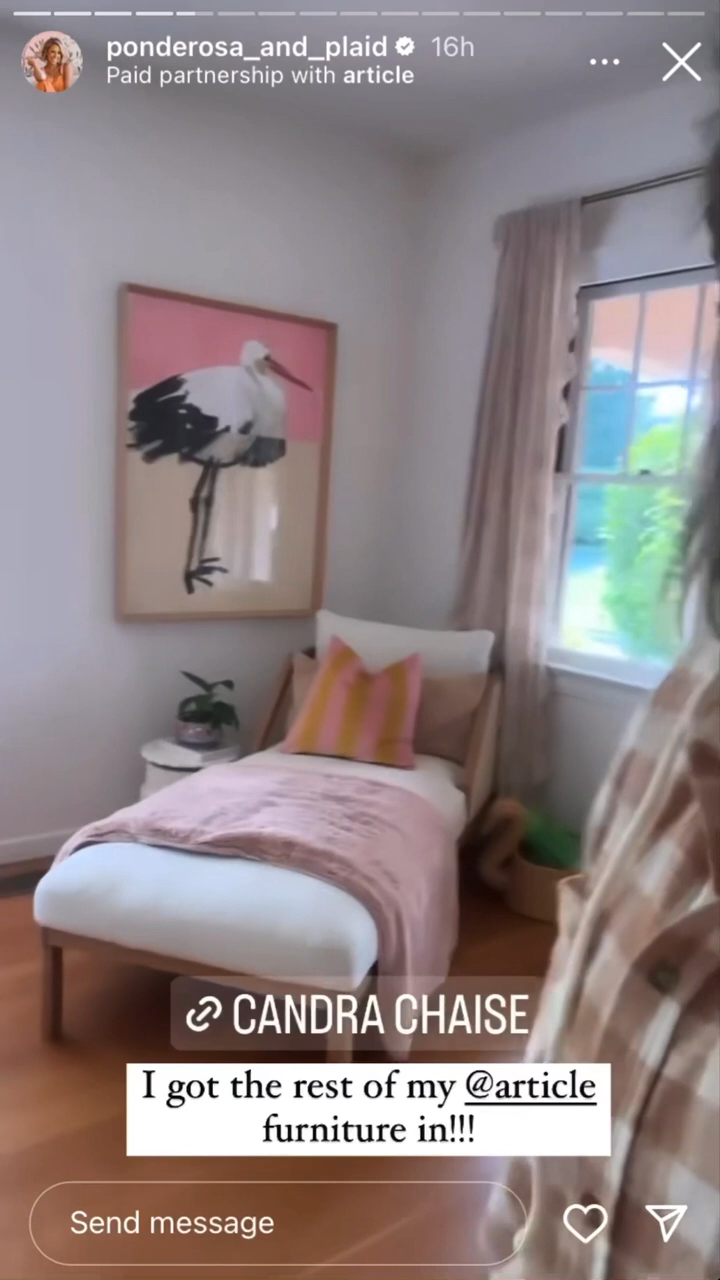 ponderosa_and_plaid 16h
Paid partnership with article
CANDRA CHAISE
I got the rest of my @article
furniture in!!!
Send message